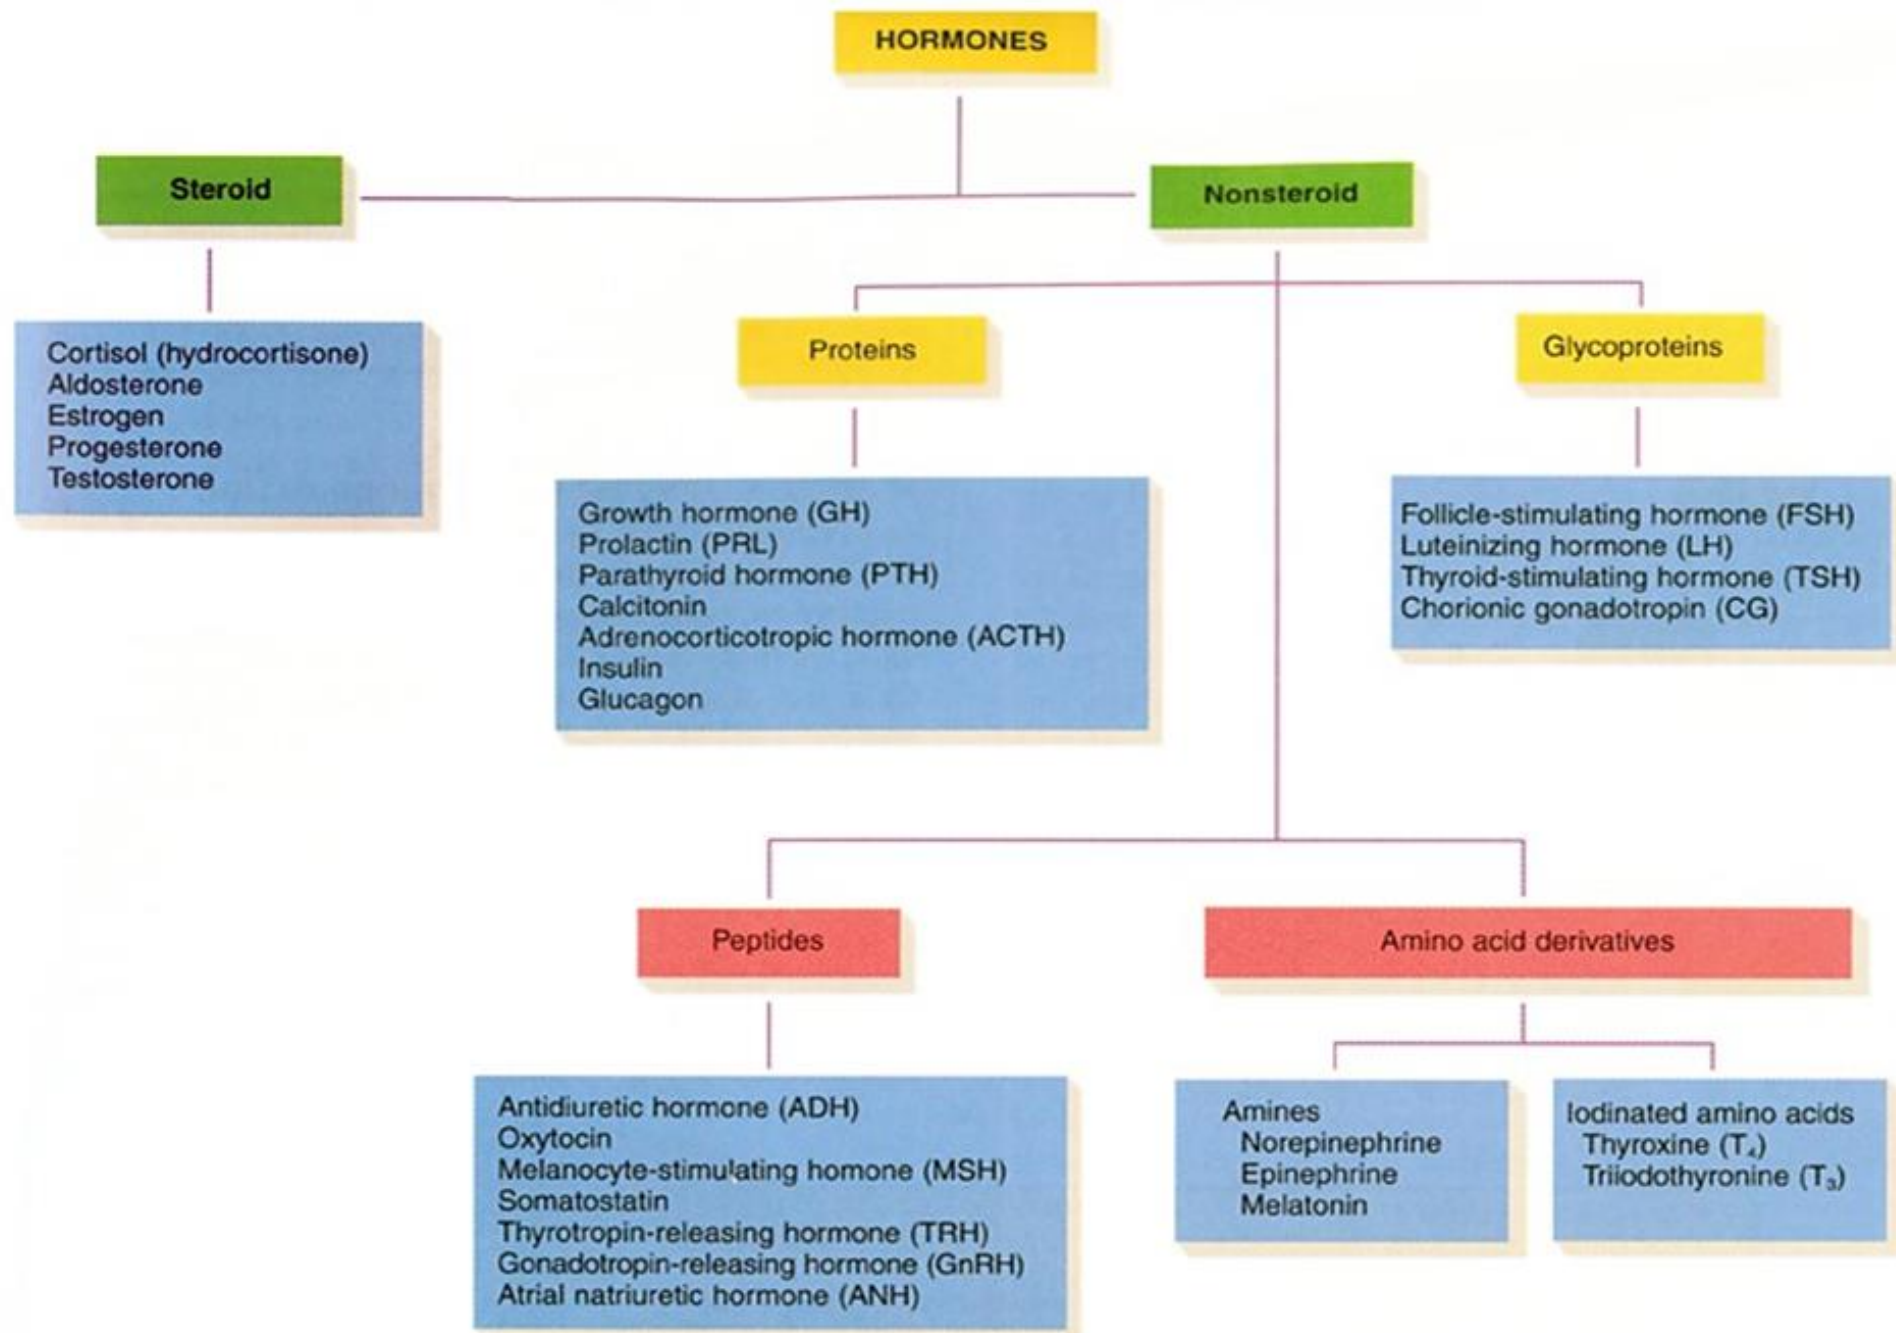 HORMONES
Steroid
Nonsteroid
Cortisol (hydrocortisone)
Aldosterone
Estrogen
Progesterone
Testosterone
Proteins
Glycoproteins
Growth hormone (GH)
Prolactin (PRL)
Parathyroid hormone (PTH)
Calcitonin
Adrenocorticotropic hormone (ACTH)
Insulin
Glucagon
Follicle-stimulating hormone (FSH)
Luteinizing hormone (LH)
Thyroid-stimulating hormone (TSH)
Chorionic gonadotropin (CG)
Peptides
Amino acid derivatives
Antidiuretic hormone (ADH)
Oxytocin
Melanocyte-stimulating homone (MSH)
Somatostatin
Thyrotropin-releasing hormone (TRH)
Gonadotropin-releasing hormone (GnRH)
Atrial natriuretic hormone (ANH)
Amines
Norepinephrine
Epinephrine
Melatonin
Iodinated amino acids
Thyroxine (T₄)
Triiodothyronine (T₃)